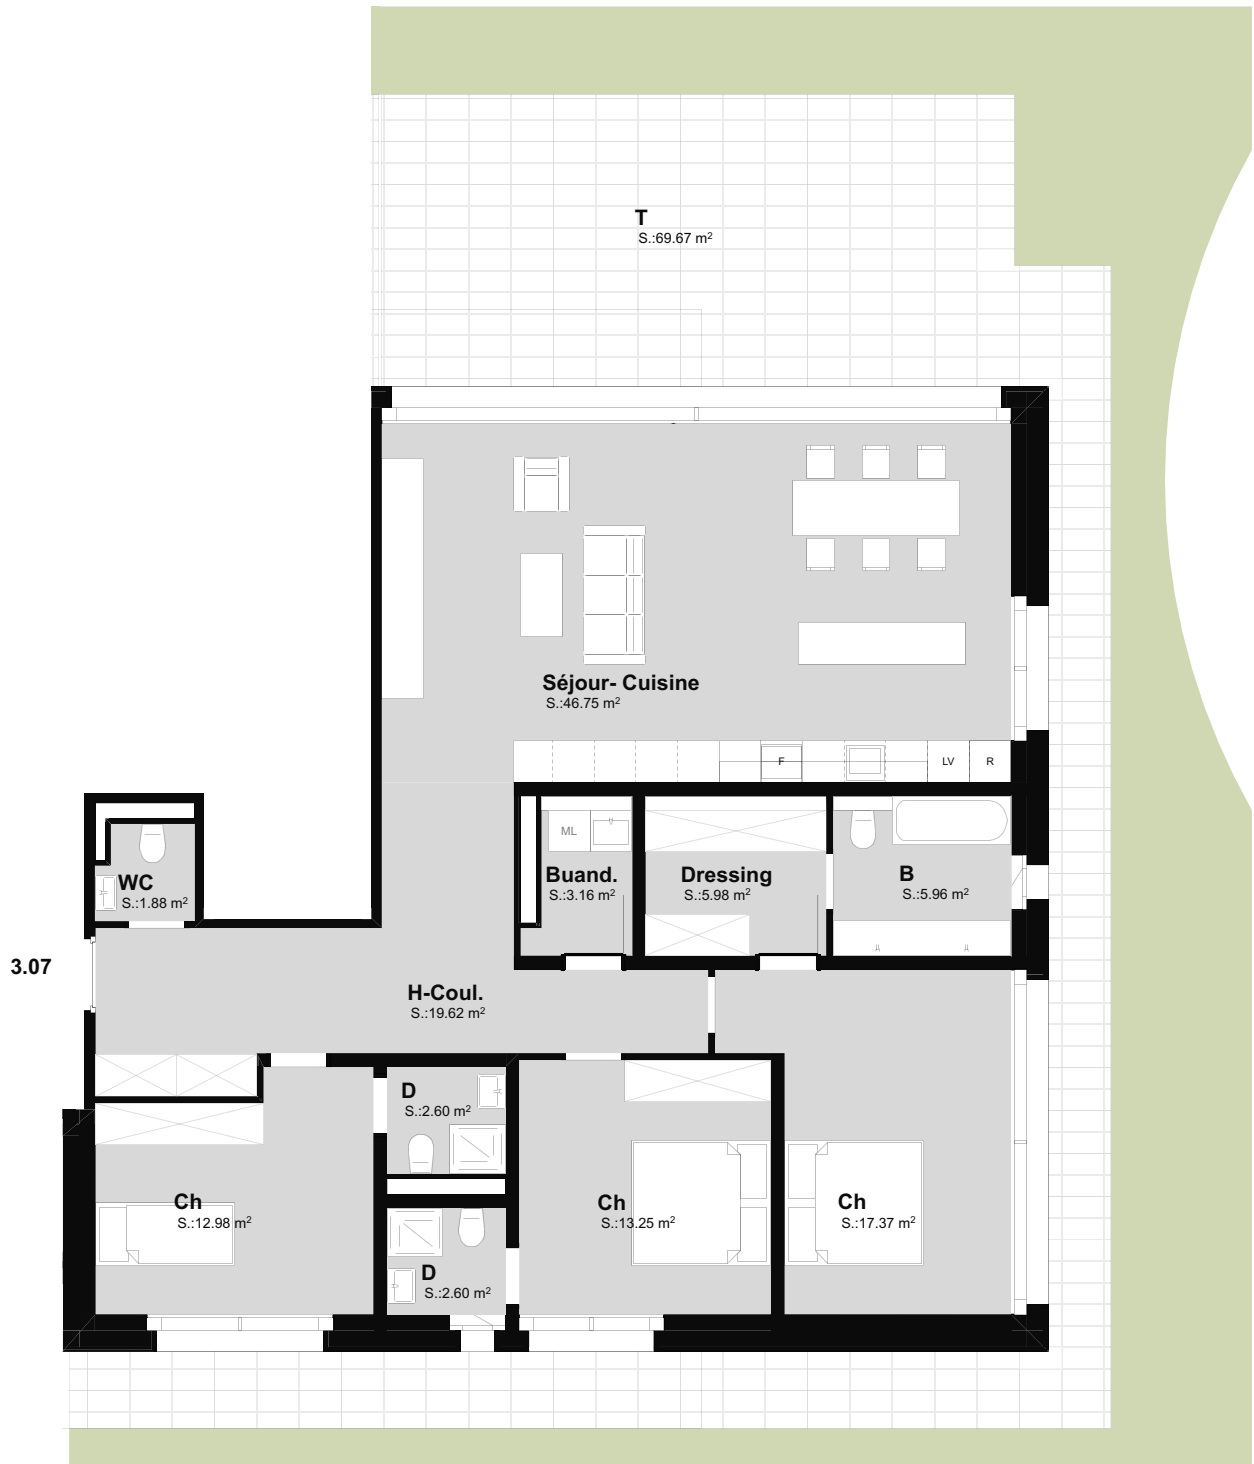 T
S.:69.67 m²
Séjour- Cuisine
S.:46.75 m²
F
LV
R
ML
WC
S.:1.88 m²
Buand.
S.:3.16 m²
Dressing
S.:5.98 m²
B
S.:5.96 m²
3.07
H-Coul.
S.:19.62 m²
D
S.:2.60 m²
Ch
S.:12.98 m²
Ch
S.:13.25 m²
Ch
S.:17.37 m²
D
S.:2.60 m²